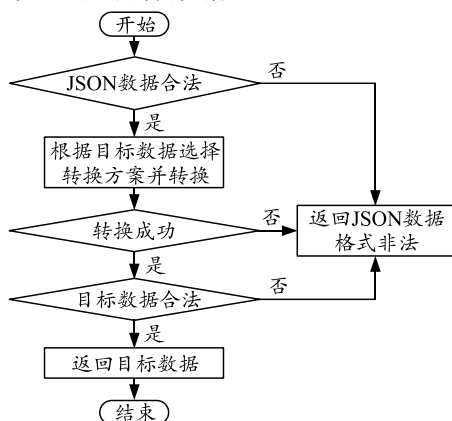 开始
JSON数据合法
否
是
根据目标数据选择
转换方案并转换
转换成功
否
返回JSON数据
格式非法
是
目标数据合法
否
是
返回目标数据
结束